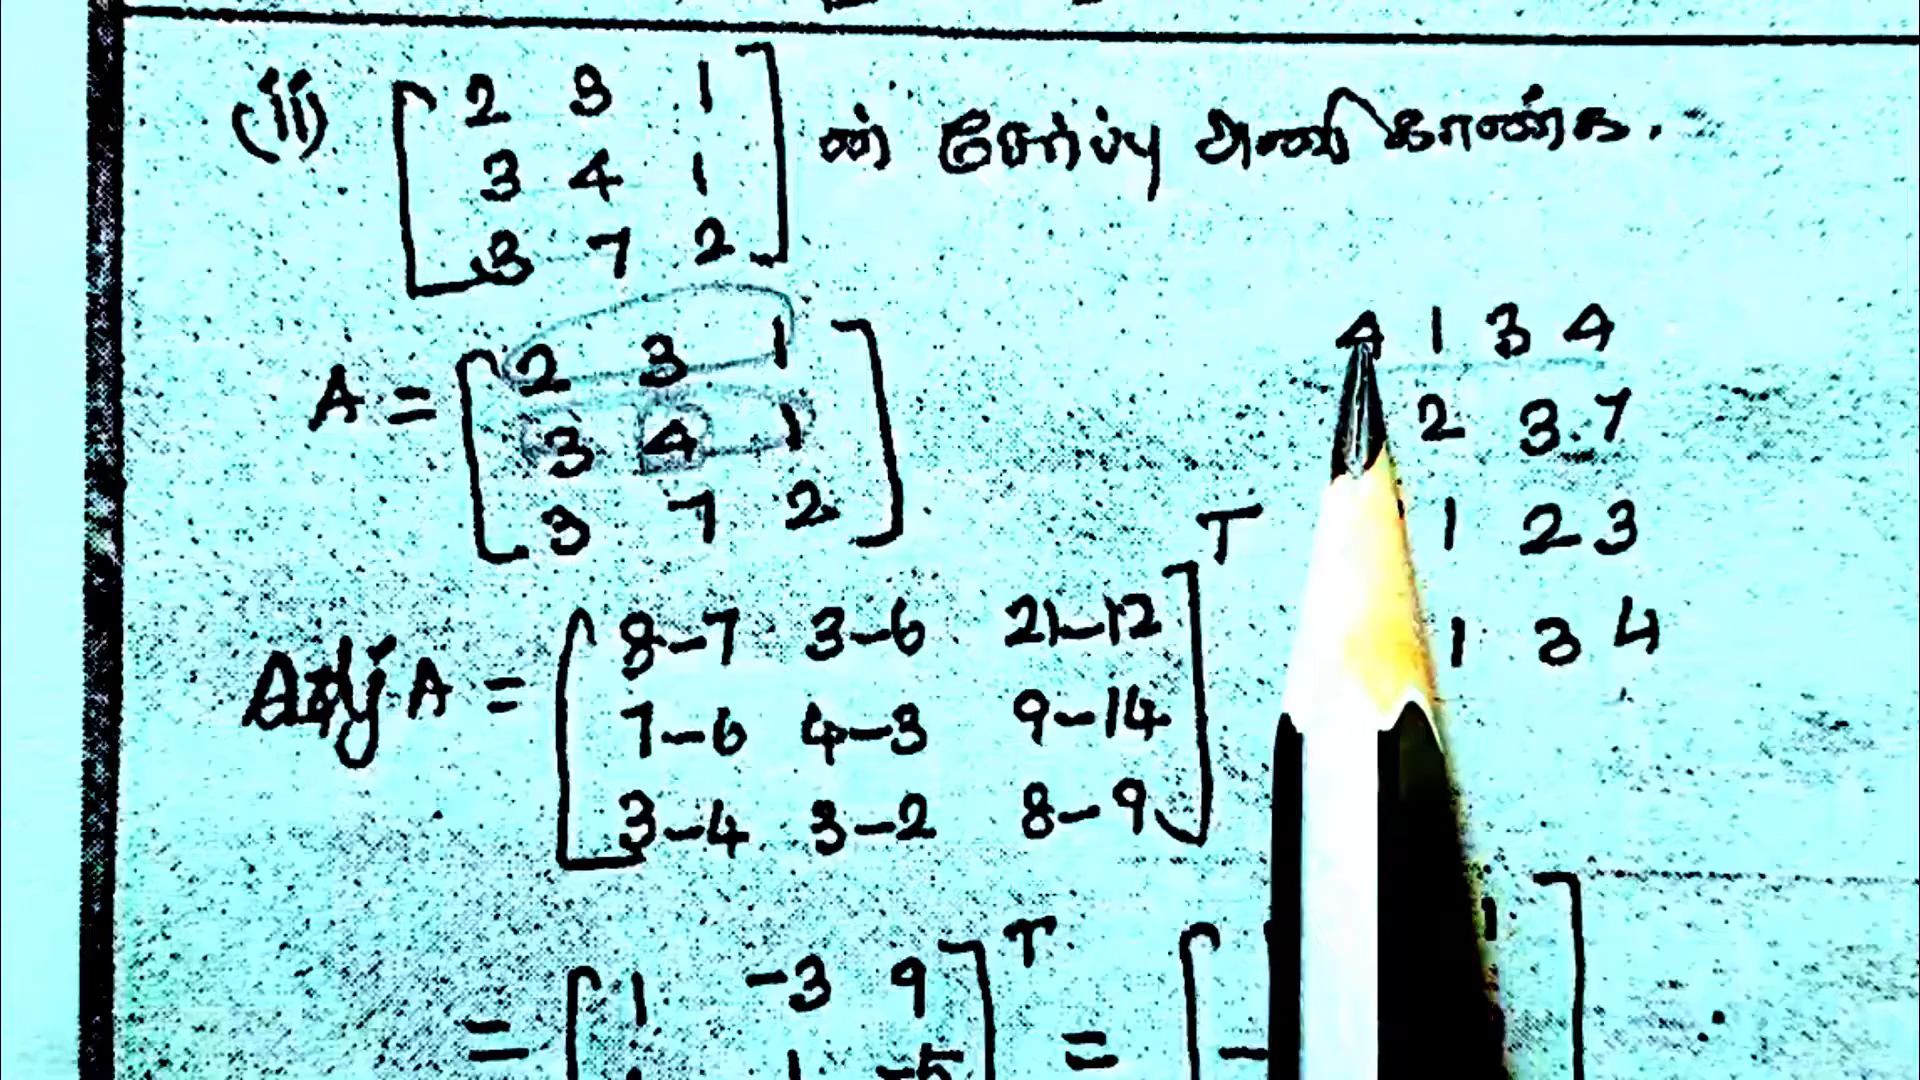 (ii) [2 3 1
3 4 1
3 7 2] ன் சேர்ப்பு அணி காண்க.
A = [2 3 1
3 4 1
3 7 2]
4 1 3 4
2 3 7
1 2 3
1 3 4
Adj A = [8-7 3-6 21-12
7-6 4-3 9-14
3-4 3-2 8-9]T
= [1 -3 9
1 -5]T = [